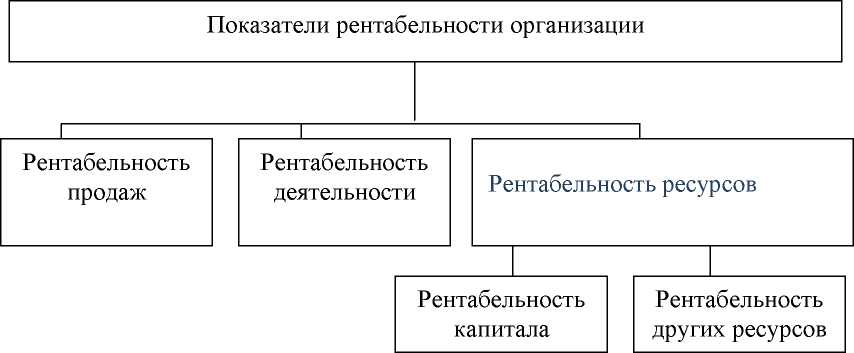 Показатели рентабельности организации
Рентабельность
продаж
Рентабельность
деятельности
Рентабельность ресурсов
Рентабельность
капитала
Рентабельность
других ресурсов